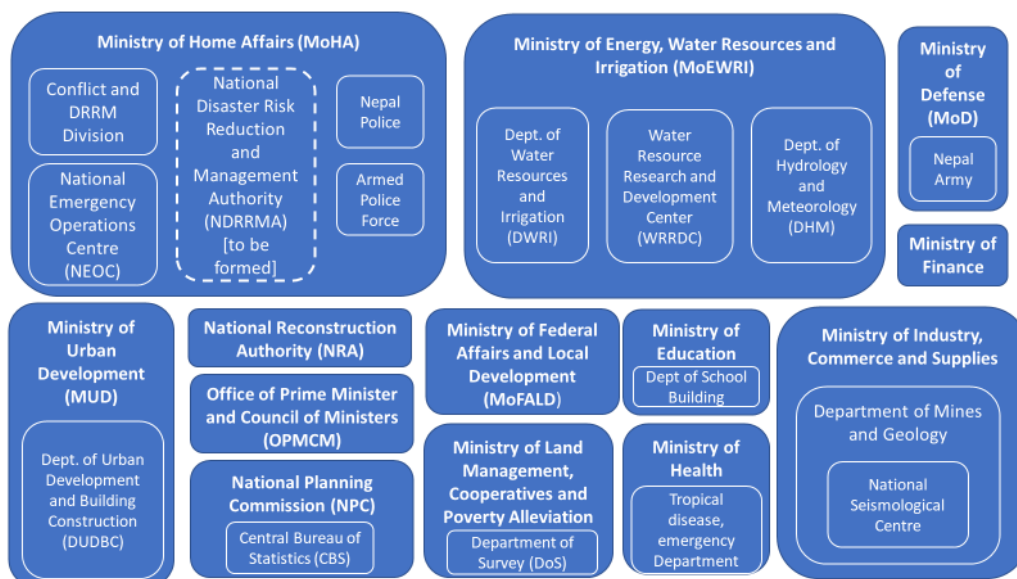 Ministry of Home Affairs (MoHA)
Conflict and
DRRM
Division
National
Emergency
Operations
Centre
(NEOC)
National
Disaster Risk
Reduction
and
Management
Authority
(NDRRMA)
[to be
formed]
Nepal
Police
Armed
Police
Force
Ministry of Energy, Water Resources and
Irrigation (MoEWRI)
Dept. of
Water
Resources
and
Irrigation
(DWRI)
Water
Resource
Research and
Development
Center
(WRRDC)
Dept. of
Hydrology
and
Meteorology
(DHM)
Ministry
of
Defense
(MoD)
Nepal
Army
Ministry of
Finance
Ministry of
Urban
Development
(MUD)
Dept. of Urban
Development
and Building
Construction
(DUDBC)
National Reconstruction
Authority (NRA)
Office of Prime Minister
and Council of Ministers
(OPMCM)
National Planning
Commission (NPC)
Central Bureau of
Statistics (CBS)
Ministry of Federal
Affairs and Local
Development
(MoFALD)
Ministry of Land
Management,
Cooperatives and
Poverty Alleviation
Department of
Survey (DoS)
Ministry of
Education
Dept of School
Building
Ministry of
Health
Tropical
disease,
emergency
Department
Ministry of Industry,
Commerce and Supplies
Department of Mines
and Geology
National
Seismological
Centre